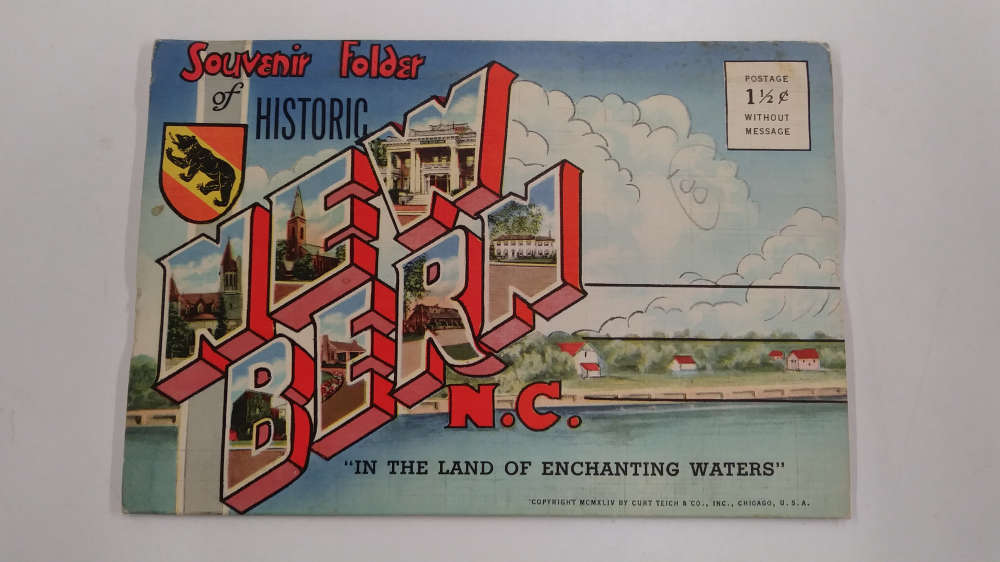 Souvenir Folder
of HISTORIC
NEW
BERN
N.C.
"IN THE LAND OF ENCHANTING WATERS"
COPYRIGHT MCMXLIV BY CURT TEICH & CO., INC., CHICAGO, U.S.A.
POSTAGE
1½¢
WITHOUT
MESSAGE